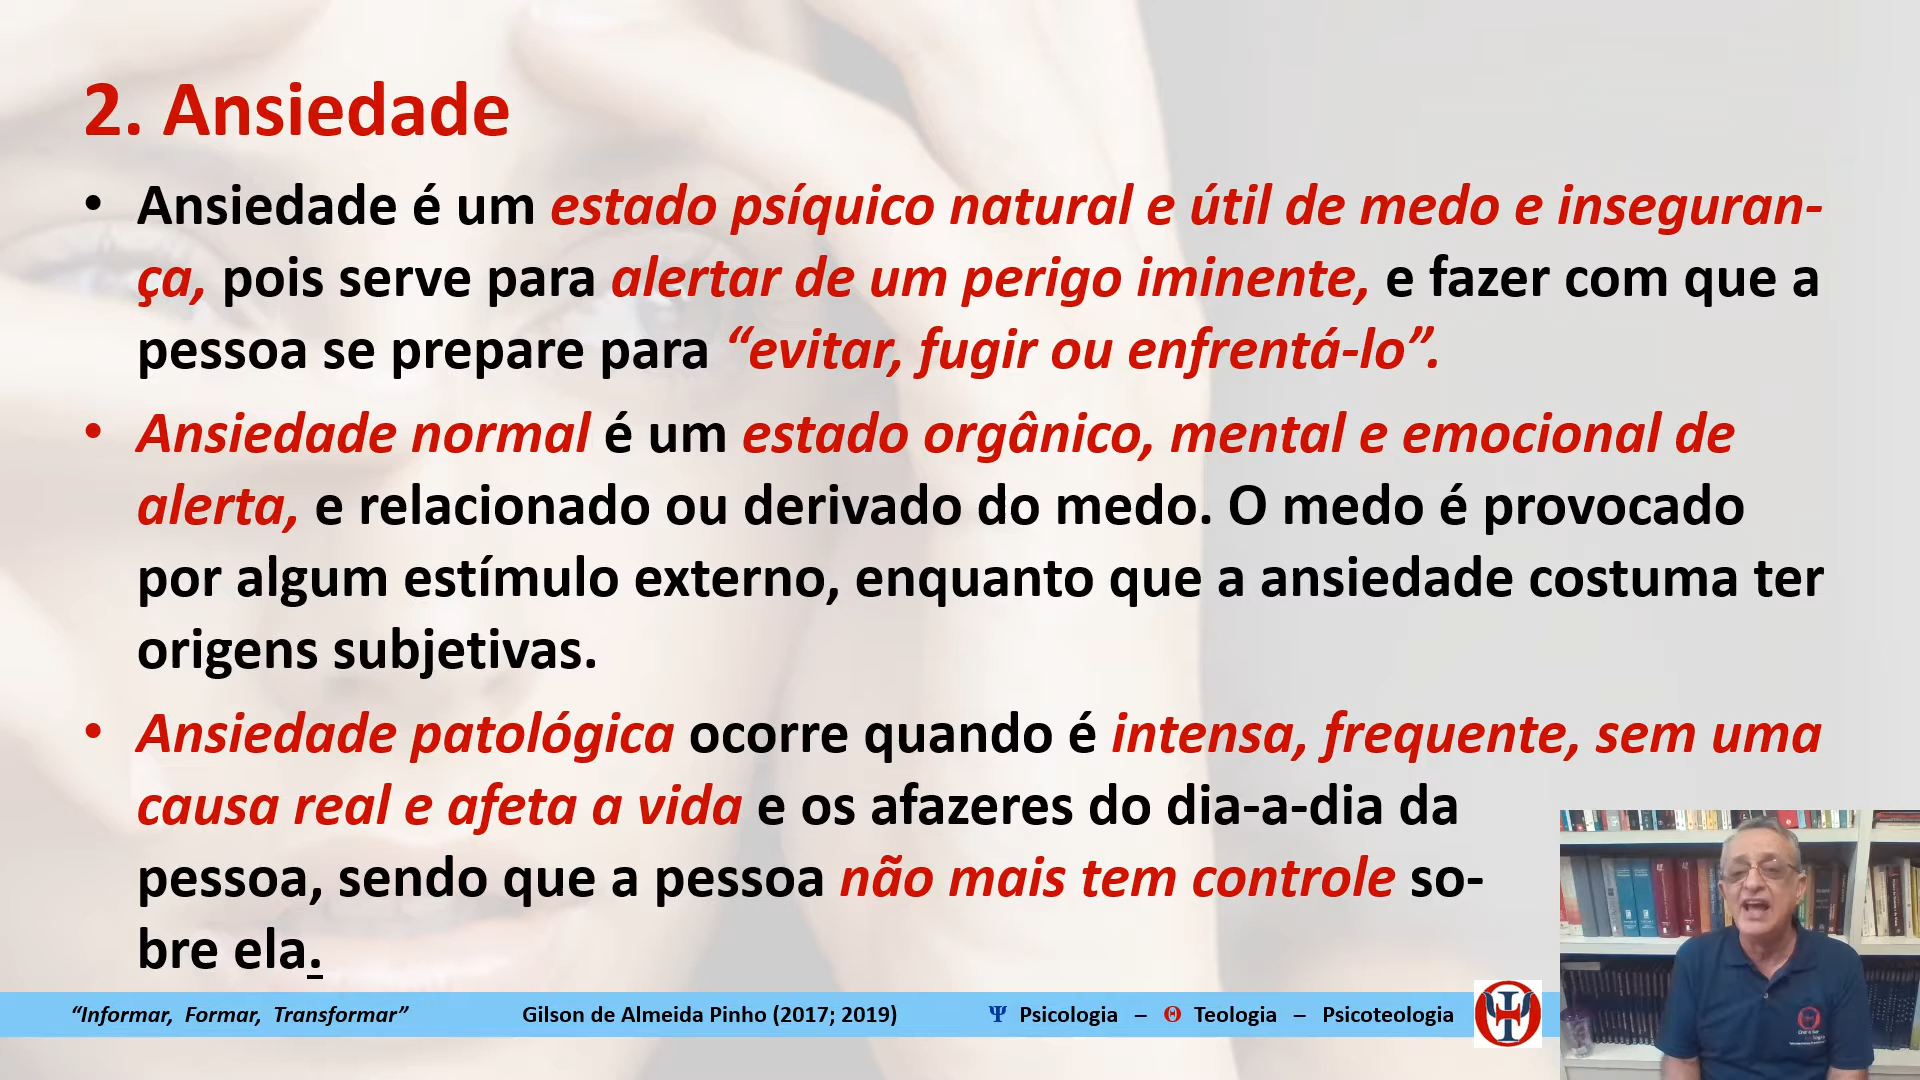 2. Ansiedade
• Ansiedade é um estado psíquico natural e útil de medo e inseguran-
ça, pois serve para alertar de um perigo iminente, e fazer com que a
pessoa se prepare para “evitar, fugir ou enfrentá-lo”.
• Ansiedade normal é um estado orgânico, mental e emocional de
alerta, e relacionado ou derivado do medo. O medo é provocado
por algum estímulo externo, enquanto que a ansiedade costuma ter
origens subjetivas.
• Ansiedade patológica ocorre quando é intensa, frequente, sem uma
causa real e afeta a vida e os afazeres do dia-a-dia da
pessoa, sendo que a pessoa não mais tem controle so-
bre ela.
“Informar, Formar, Transformar” Gilson de Almeida Pinho (2017; 2019) Ψ Psicologia – Θ Teologia – Psicoteologia